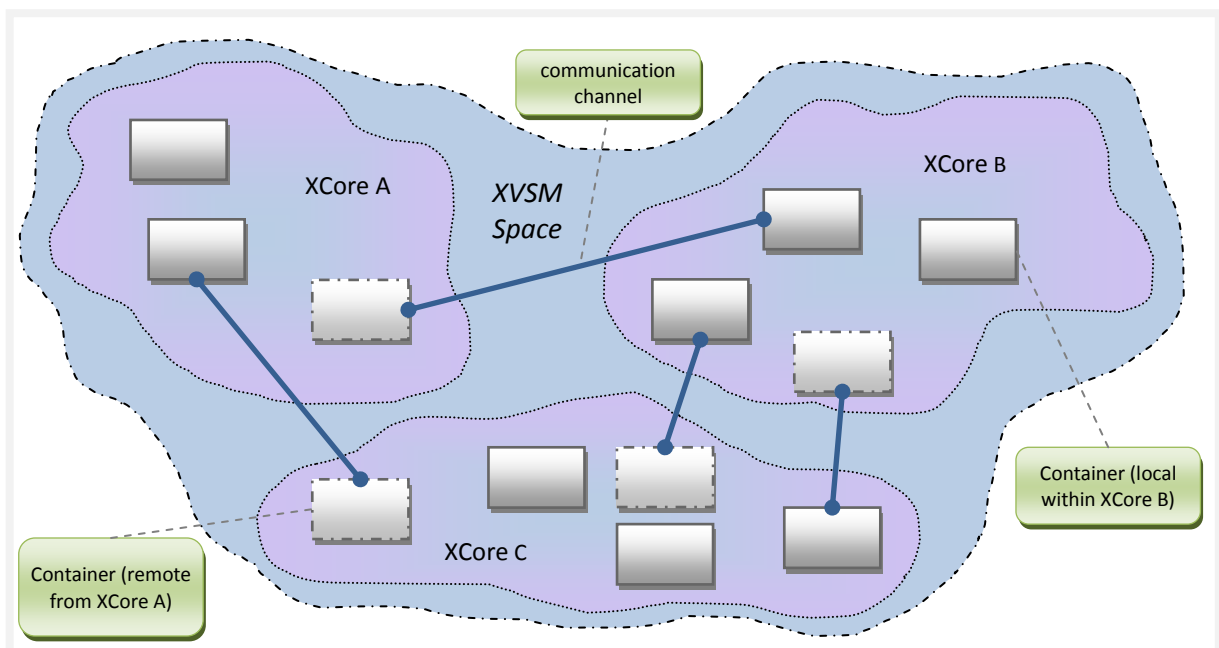 communication
channel
XCore A
XVSM
Space
XCore B
Container (local
within XCore B)
XCore C
Container (remote
from XCore A)